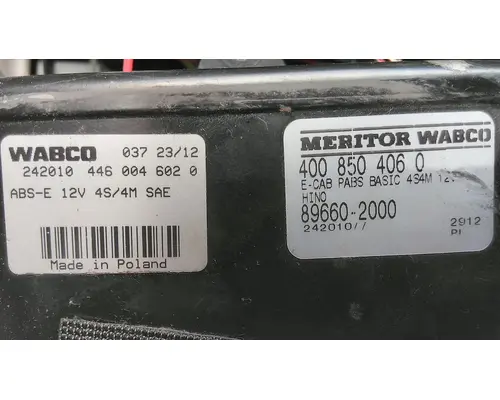 WABCO 037 23/12
242010 446 004 602 0
ABS-E 12V 4S/4M SAE
Made in Poland
MERITOR WABCO
400 850 406 0
E-CAB PABS BASIC 4S4M 12V
HINO
89660-2000
242010/7 2912
PI